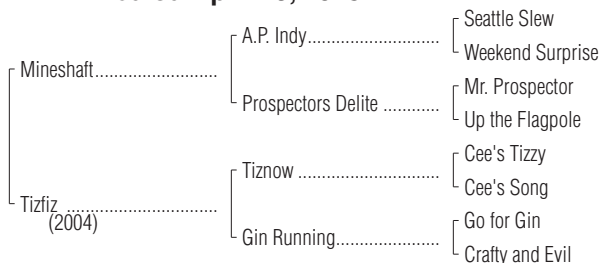 Seattle Slew
A.P. Indy
Weekend Surprise
Mineshaft
Mr. Prospector
Prospectors Delite
Up the Flagpole
Cee's Tizzy
Tiznow
Cee's Song
Tizfiz
(2004)
Go for Gin
Gin Running
Crafty and Evil